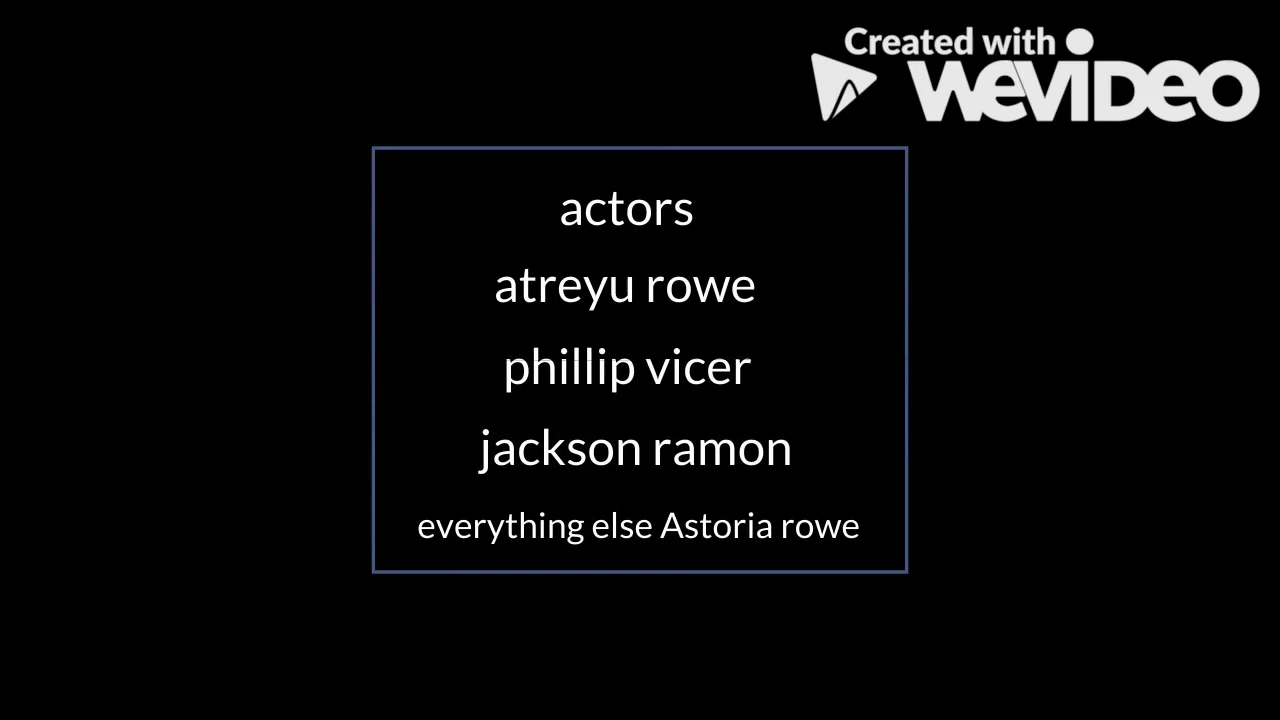 Created with
WeVideo
actors
atreyu rowe
phillip vicer
jackson ramon
everything else Astoria rowe